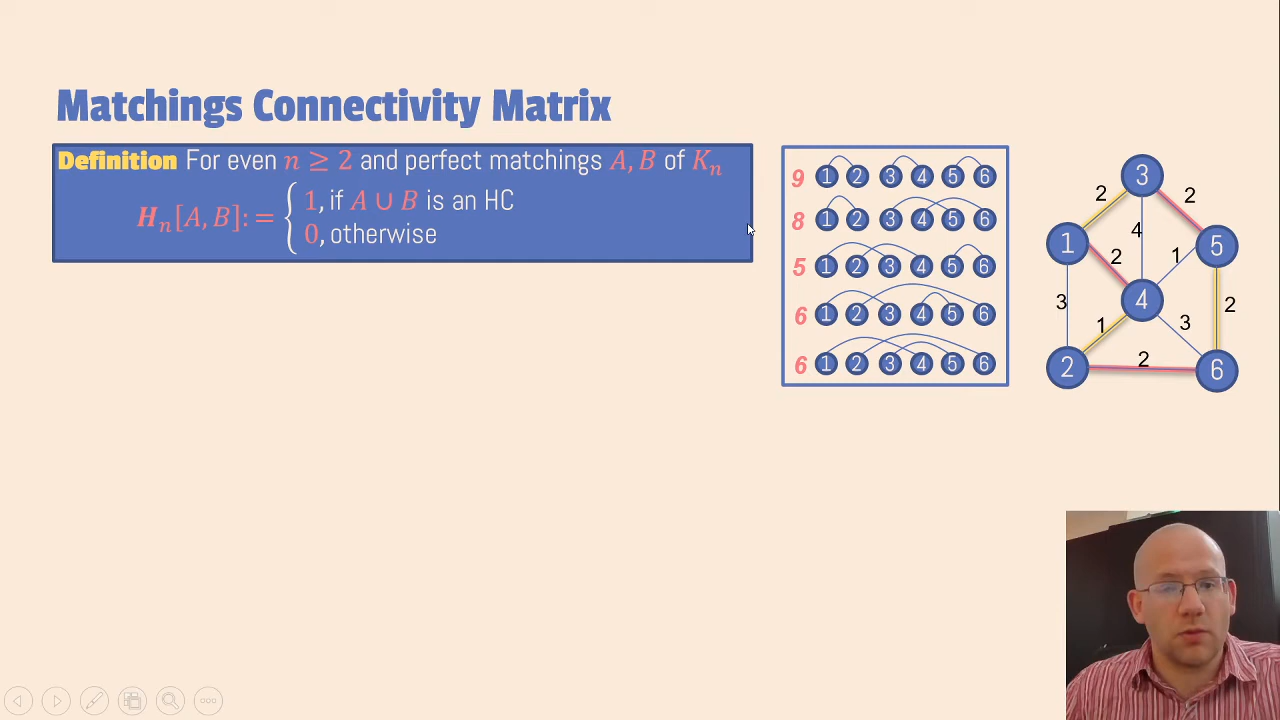 Matchings Connectivity Matrix
Definition For even n ≥ 2 and perfect matchings A, B of Kₙ
Hₙ[A, B]: = { 1, if A ∪ B is an HC
0, otherwise
9 1 2 3 4 5 6
8 1 2 3 4 5 6
5 1 2 3 4 5 6
6 1 2 3 4 5 6
6 1 2 3 4 5 6
3
2 2
4
1 2 1 5
4
3 1 3 2
2 2 6